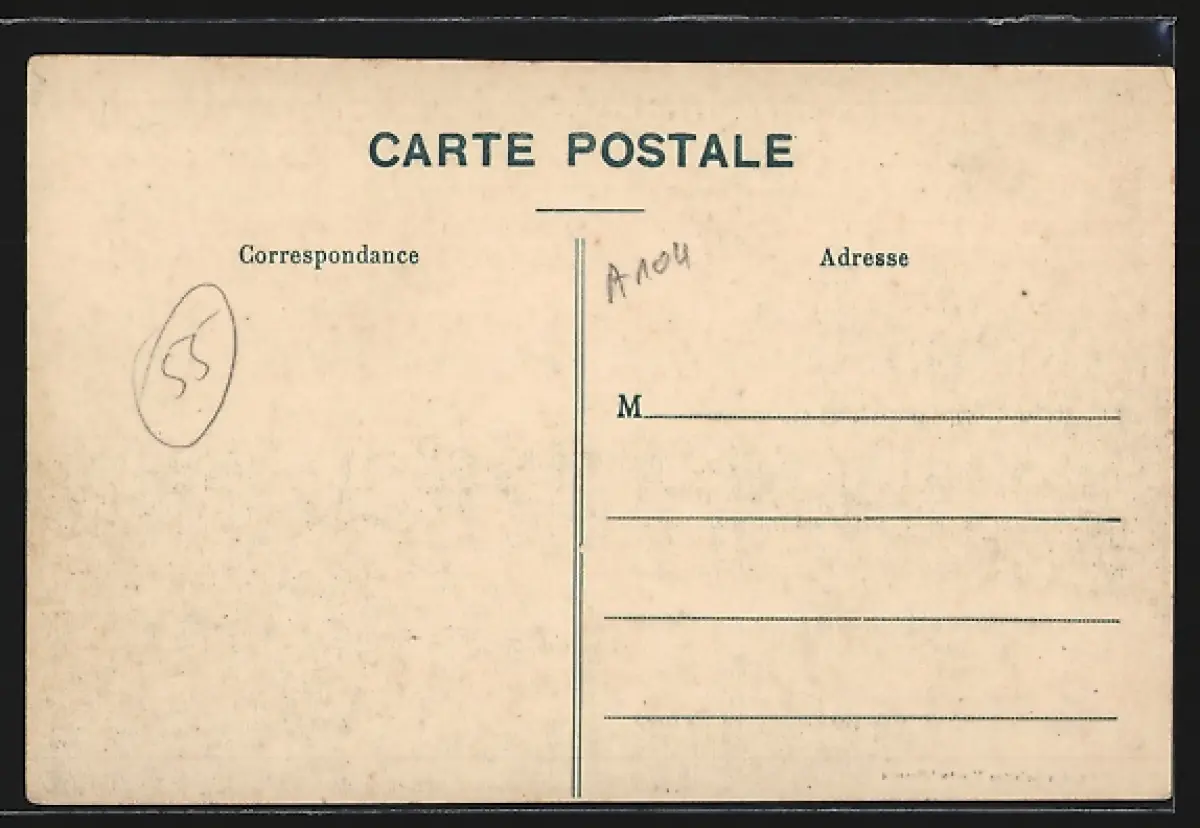 CARTE POSTALE
Correspondance
Adresse
A104
55
M